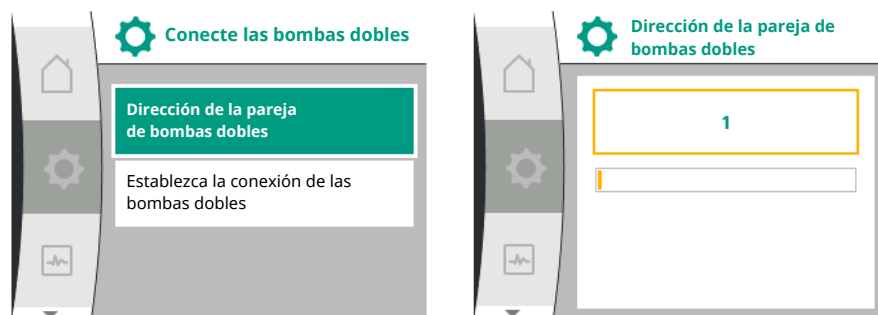 Conecte las bombas dobles
Dirección de la pareja
de bombas dobles
Establezca la conexión de las
bombas dobles
Dirección de la pareja de
bombas dobles
1